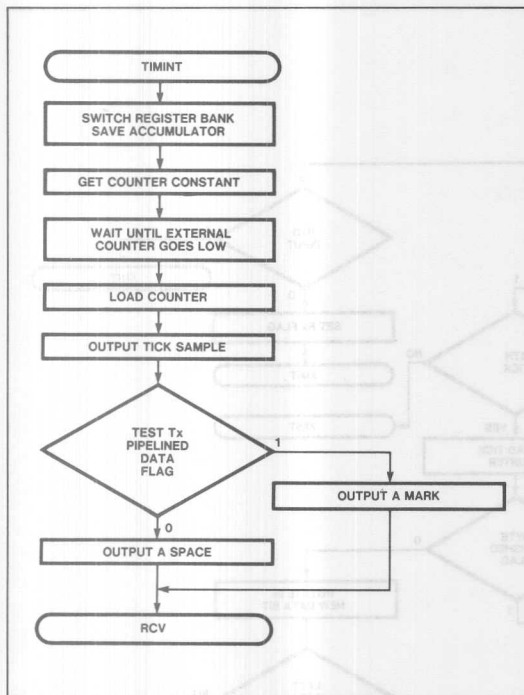 TIMINT
SWITCH REGISTER BANK
SAVE ACCUMULATOR
GET COUNTER CONSTANT
WAIT UNTIL EXTERNAL
COUNTER GOES LOW
LOAD COUNTER
OUTPUT TICK SAMPLE
TEST Tx
PIPELINED
DATA
FLAG
1
OUTPUT A MARK
0
OUTPUT A SPACE
RCV